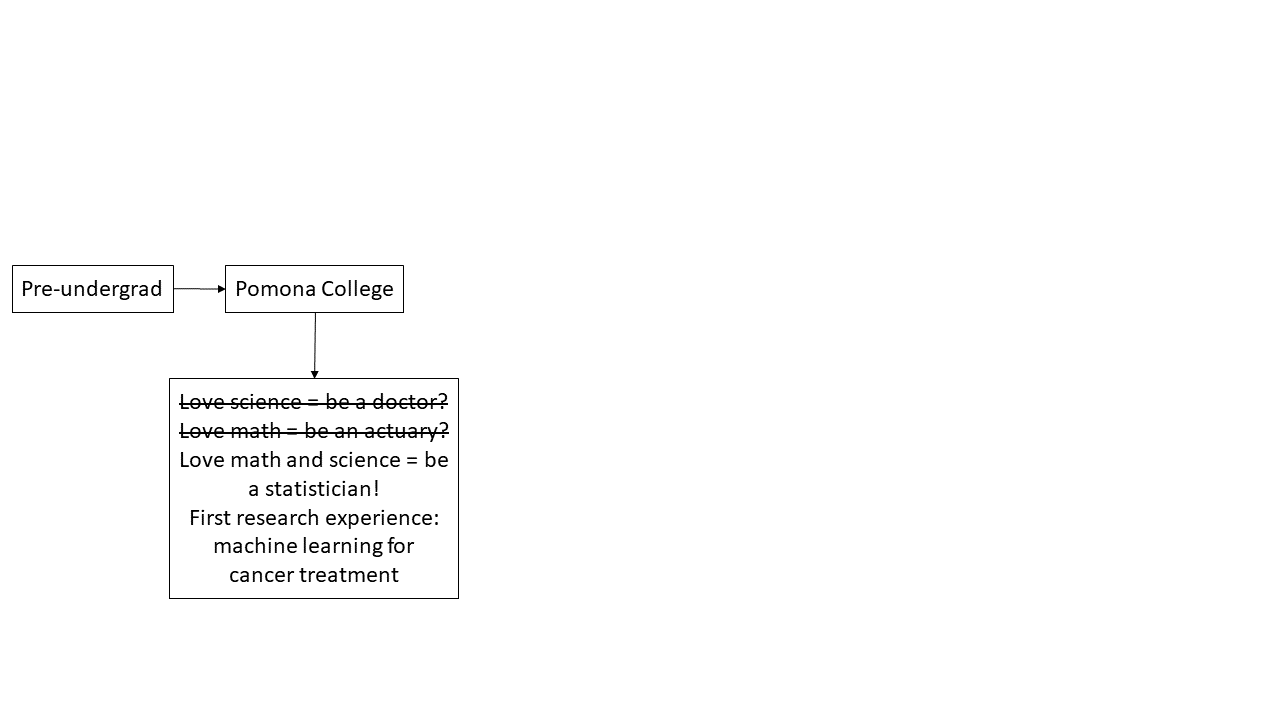 Pre-undergrad
Pomona College
Love science = be a doctor?
Love math = be an actuary?
Love math and science = be
a statistician!
First research experience:
machine learning for
cancer treatment